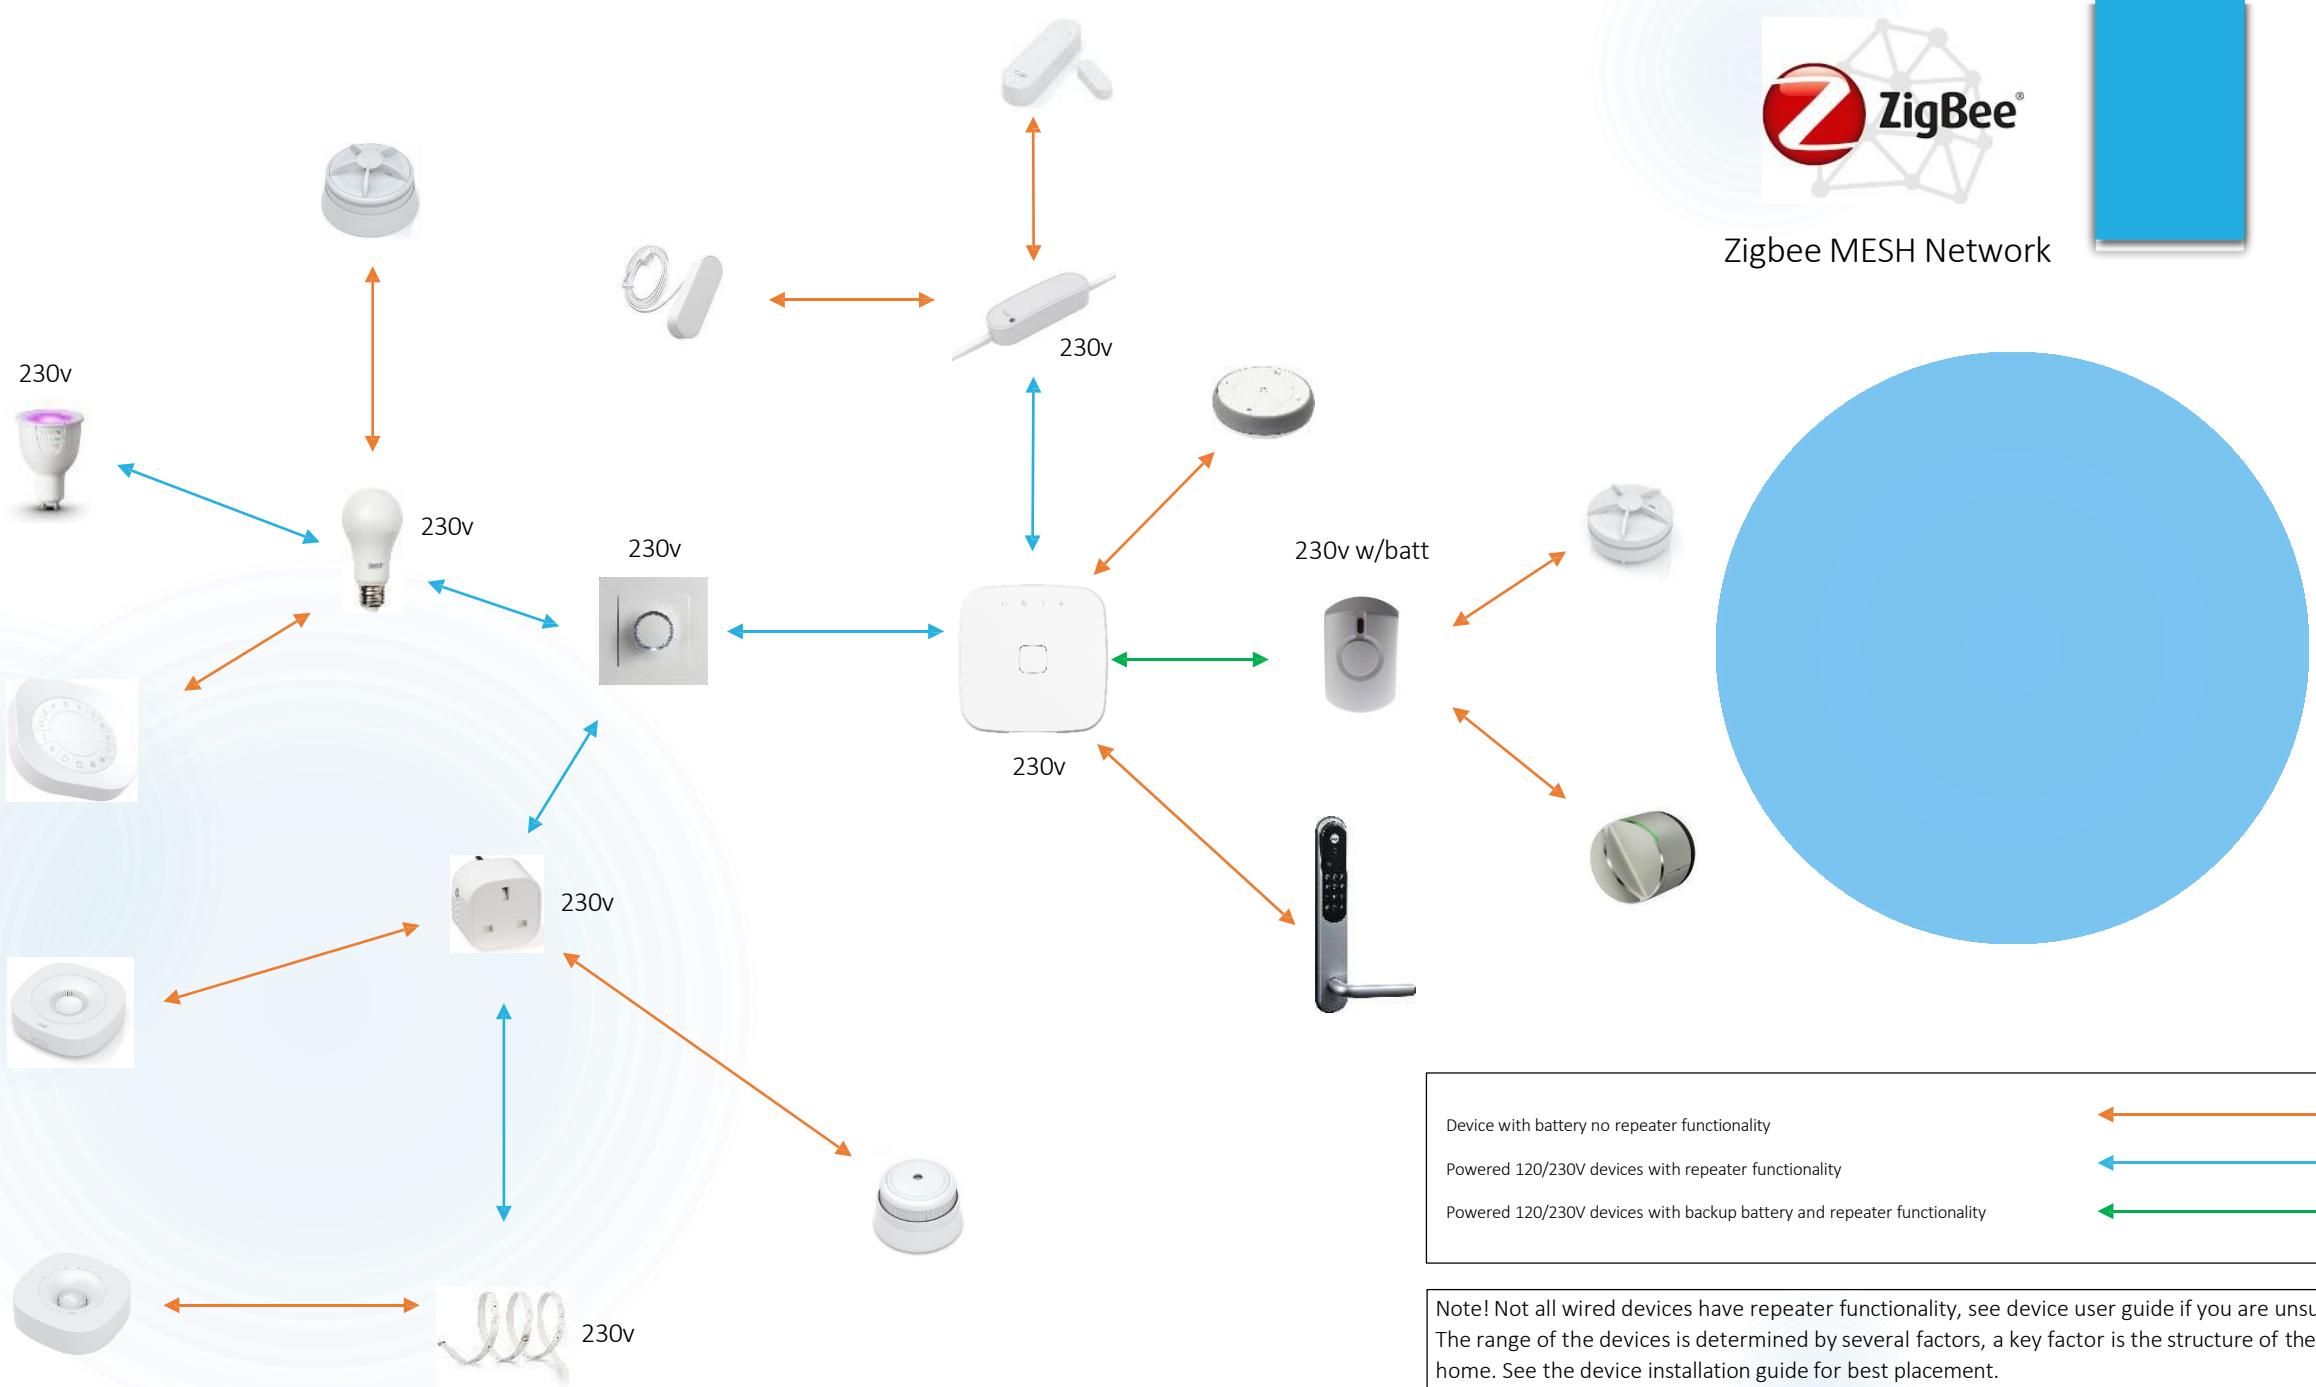 ZigBee®
Zigbee MESH Network
230v
230v
230v
230v
230v w/batt
230v
230v
230v
Device with battery no repeater functionality
Powered 120/230V devices with repeater functionality
Powered 120/230V devices with backup battery and repeater functionality
Note! Not all wired devices have repeater functionality, see device user guide if you are
The range of the devices is determined by several factors, a key factor is the structure of the
home. See the device installation guide for best placement.